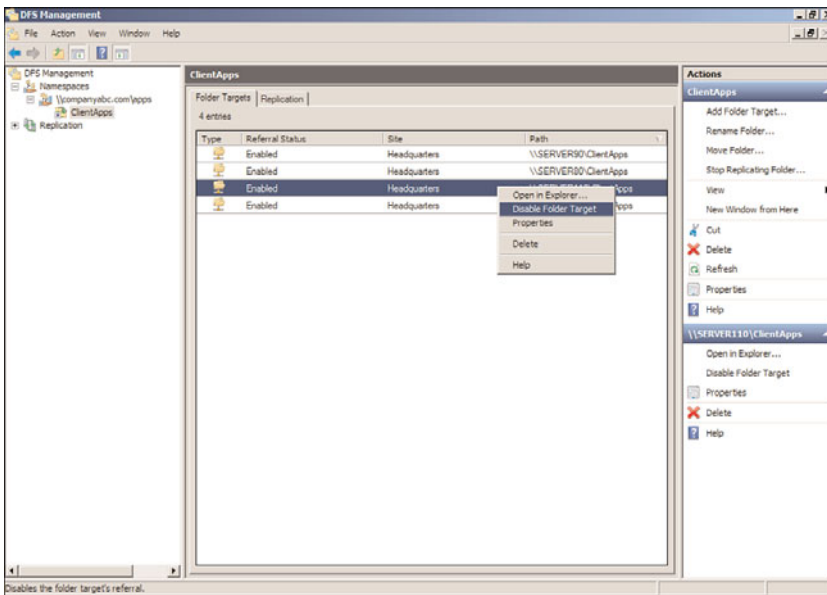 DFS Management
File Action View Window Help
DFS Management
Namespaces
\\companyabc.com\apps
ClientApps
Replication
ClientApps
Folder Targets Replication
4 entries
Type Referral Status Site Path
Enabled Headquarters \\SERVER90\ClientApps
Enabled Headquarters \\SERVER80\ClientApps
Enabled Headquarters
Enabled Headquarters
Open in Explorer...
Disable Folder Target
Properties
Delete
Help
Actions
ClientApps
Add Folder Target...
Rename Folder...
Move Folder...
Stop Replicating Folder...
View
New Window from Here
Cut
Delete
Refresh
Properties
Help
\\SERVER110\ClientApps
Open in Explorer...
Disable Folder Target
Properties
Delete
Help
Disables the folder target's referral.